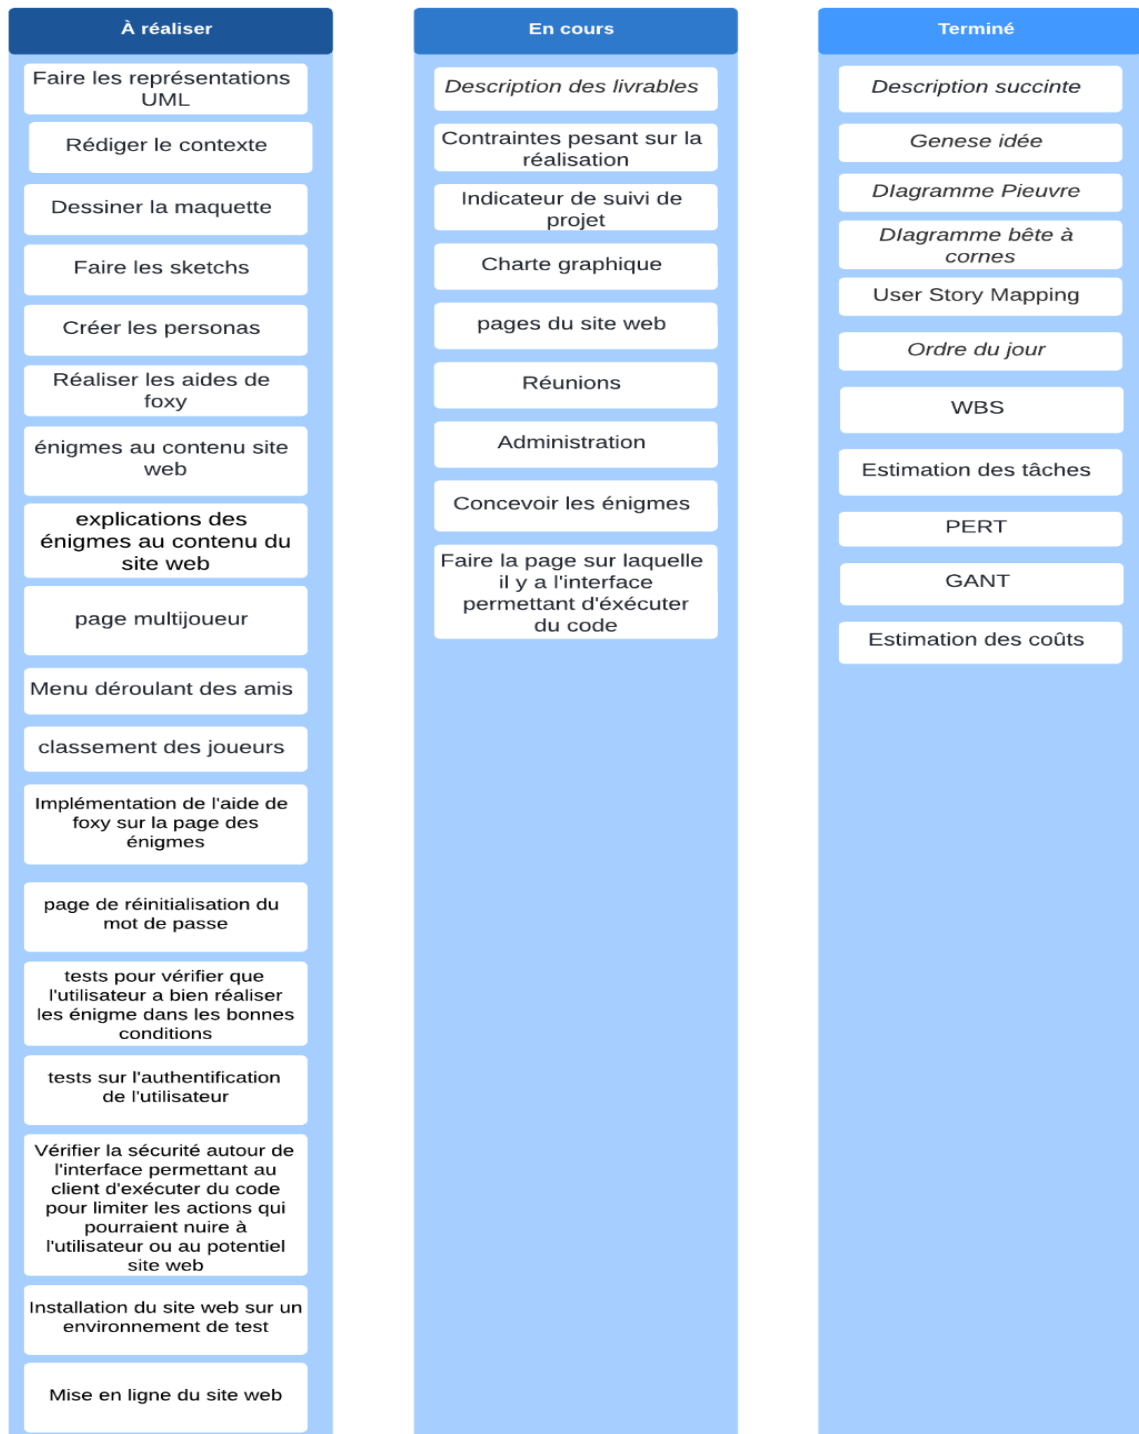 À réaliser
Faire les représentations
UML
Rédiger le contexte
Dessiner la maquette
Faire les sketchs
Créer les personas
Réaliser les aides de
foxy
énigmes au contenu site
web
explications des
énigmes au contenu du
site web
page multijoueur
Menu déroulant des amis
classement des joueurs
Implémentation de l'aide de
foxy sur la page des
énigmes
page de réinitialisation du
mot de passe
tests pour vérifier que
l'utilisateur a bien réaliser
les énigme dans les bonnes
conditions
tests sur l'authentification
de l'utilisateur
Vérifier la sécurité autour de
l'interface permettant au
client d'exécuter du code
pour limiter les actions qui
pourraient nuire à
l'utilisateur ou au potentiel
site web
Installation du site web sur un
environnement de test
Mise en ligne du site web
En cours
Description des livrables
Contraintes pesant sur la
réalisation
Indicateur de suivi de
projet
Charte graphique
pages du site web
Réunions
Administration
Concevoir les énigmes
Faire la page sur laquelle
il y a l'interface
permettant d'éxécuter
du code
Terminé
Description succinte
Genese idée
DIagramme Pieuvre
DIagramme bête à
cornes
User Story Mapping
Ordre du jour
WBS
Estimation des tâches
PERT
GANT
Estimation des coûts